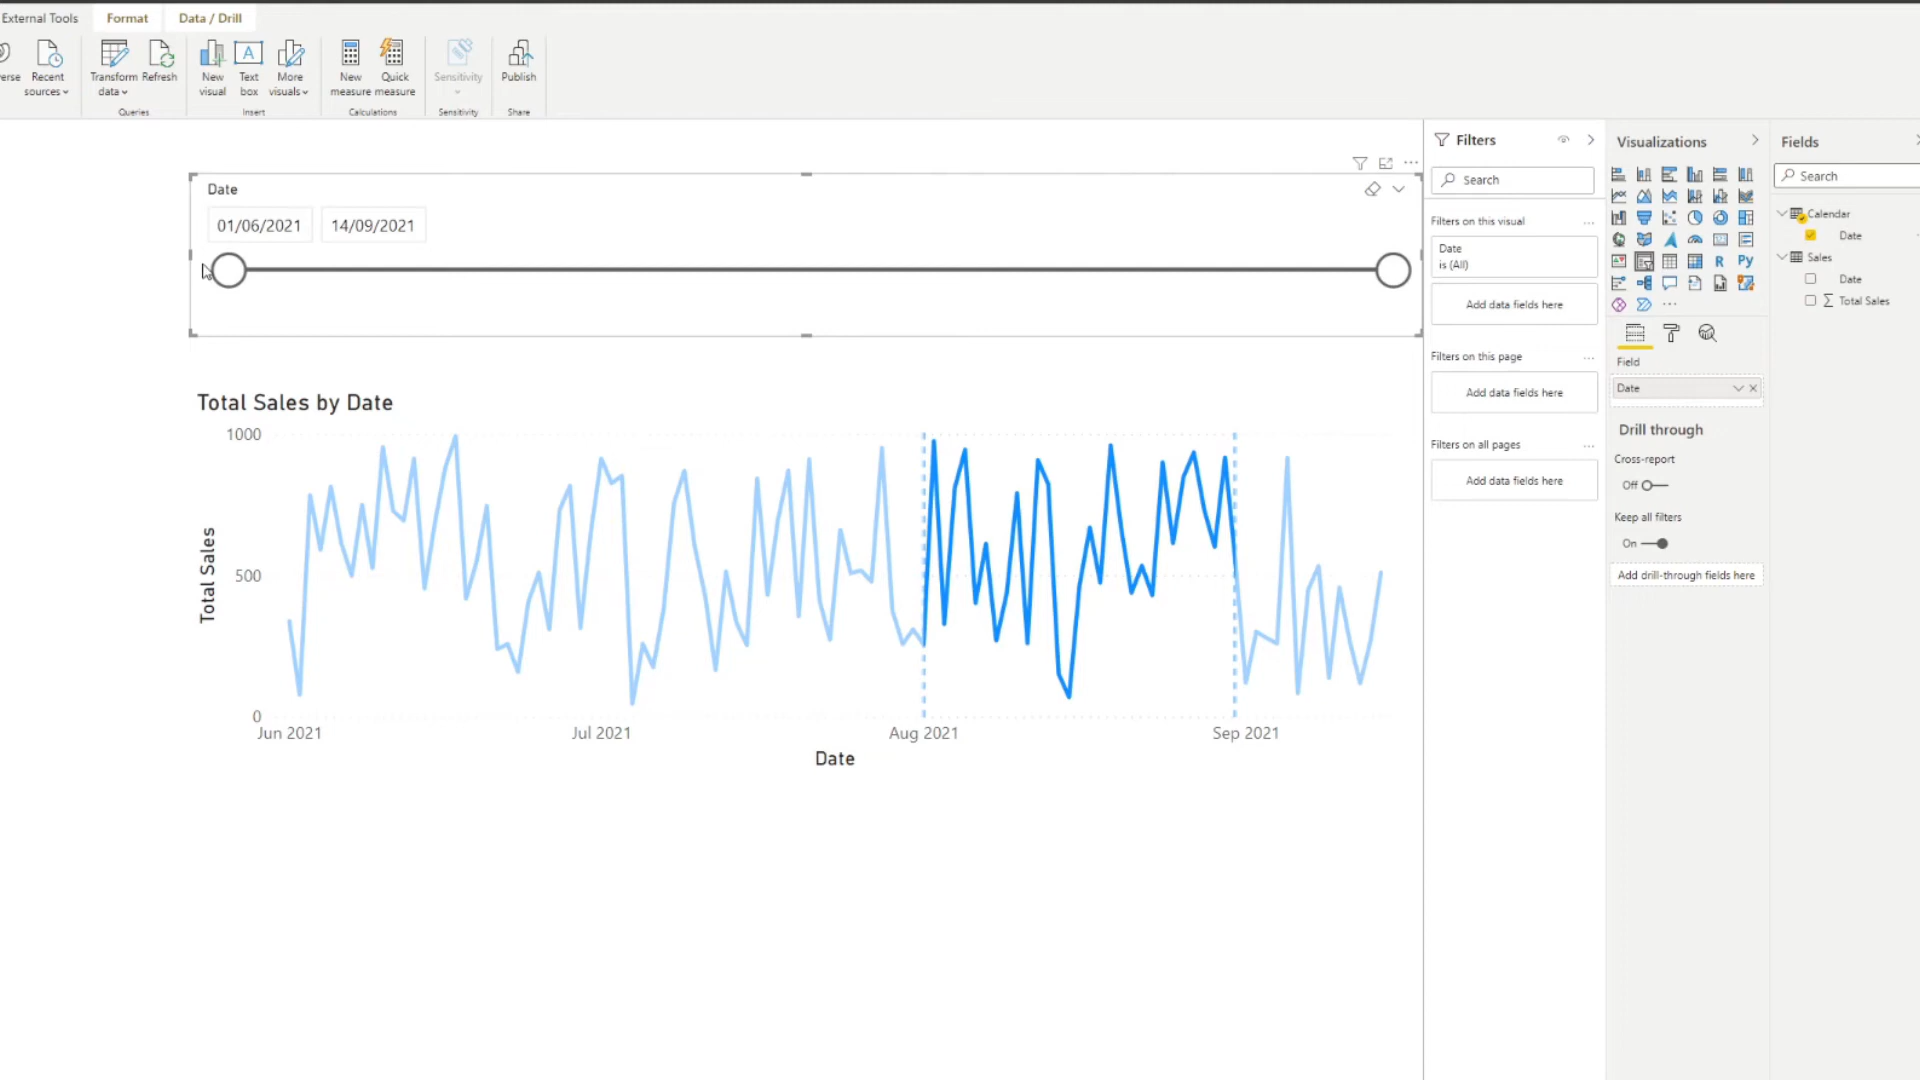 External Tools
Format
Data / Drill
erse
Recent
sources
Transform
data
Refresh
New
visual
Text
box
More
visuals
New
measure
Quick
measure
Sensitivity
Publish
Queries
Insert
Calculations
Sensitivity
Share
Date
01/06/2021
14/09/2021
Total Sales by Date
1000
500
0
Total Sales
Jun 2021
Jul 2021
Aug 2021
Sep 2021
Date
Filters
Search
Filters on this visual
Date
is (All)
Add data fields here
Filters on this page
Add data fields here
Filters on all pages
Add data fields here
Visualizations
R
Py
Field
Date
Drill through
Cross-report
Off
Keep all filters
On
Add drill-through fields here
Fields
Search
Calendar
Date
Sales
Date
Σ Total Sales